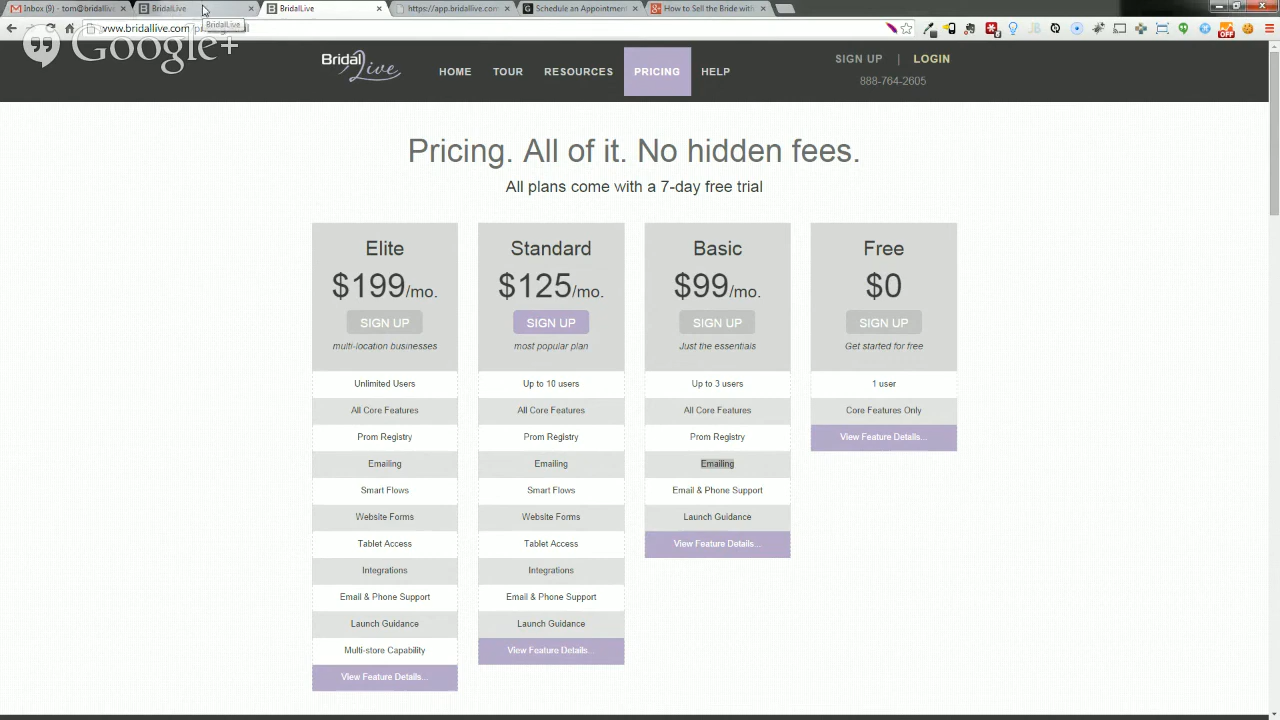 Inbox (9) - tom@bridalliv
BridalLive
BridalLive
https://app.bridallive.com
Schedule an Appointment
How to Sell the Bride with
www.bridallive.com
BridalLive
Google+
Bridal Live
HOME
TOUR
RESOURCES
PRICING
HELP
SIGN UP | LOGIN
888-764-2605
Pricing. All of it. No hidden fees.
All plans come with a 7-day free trial
Elite
$199/mo.
SIGN UP
multi-location businesses
Unlimited Users
All Core Features
Prom Registry
Emailing
Smart Flows
Website Forms
Tablet Access
Integrations
Email & Phone Support
Launch Guidance
Multi-store Capability
View Feature Details...
Standard
$125/mo.
SIGN UP
most popular plan
Up to 10 users
All Core Features
Prom Registry
Emailing
Smart Flows
Website Forms
Tablet Access
Integrations
Email & Phone Support
Launch Guidance
View Feature Details...
Basic
$99/mo.
SIGN UP
Just the essentials
Up to 3 users
All Core Features
Prom Registry
Emailing
Email & Phone Support
Launch Guidance
View Feature Details...
Free
$0
SIGN UP
Get started for free
1 user
Core Features Only
View Feature Details...